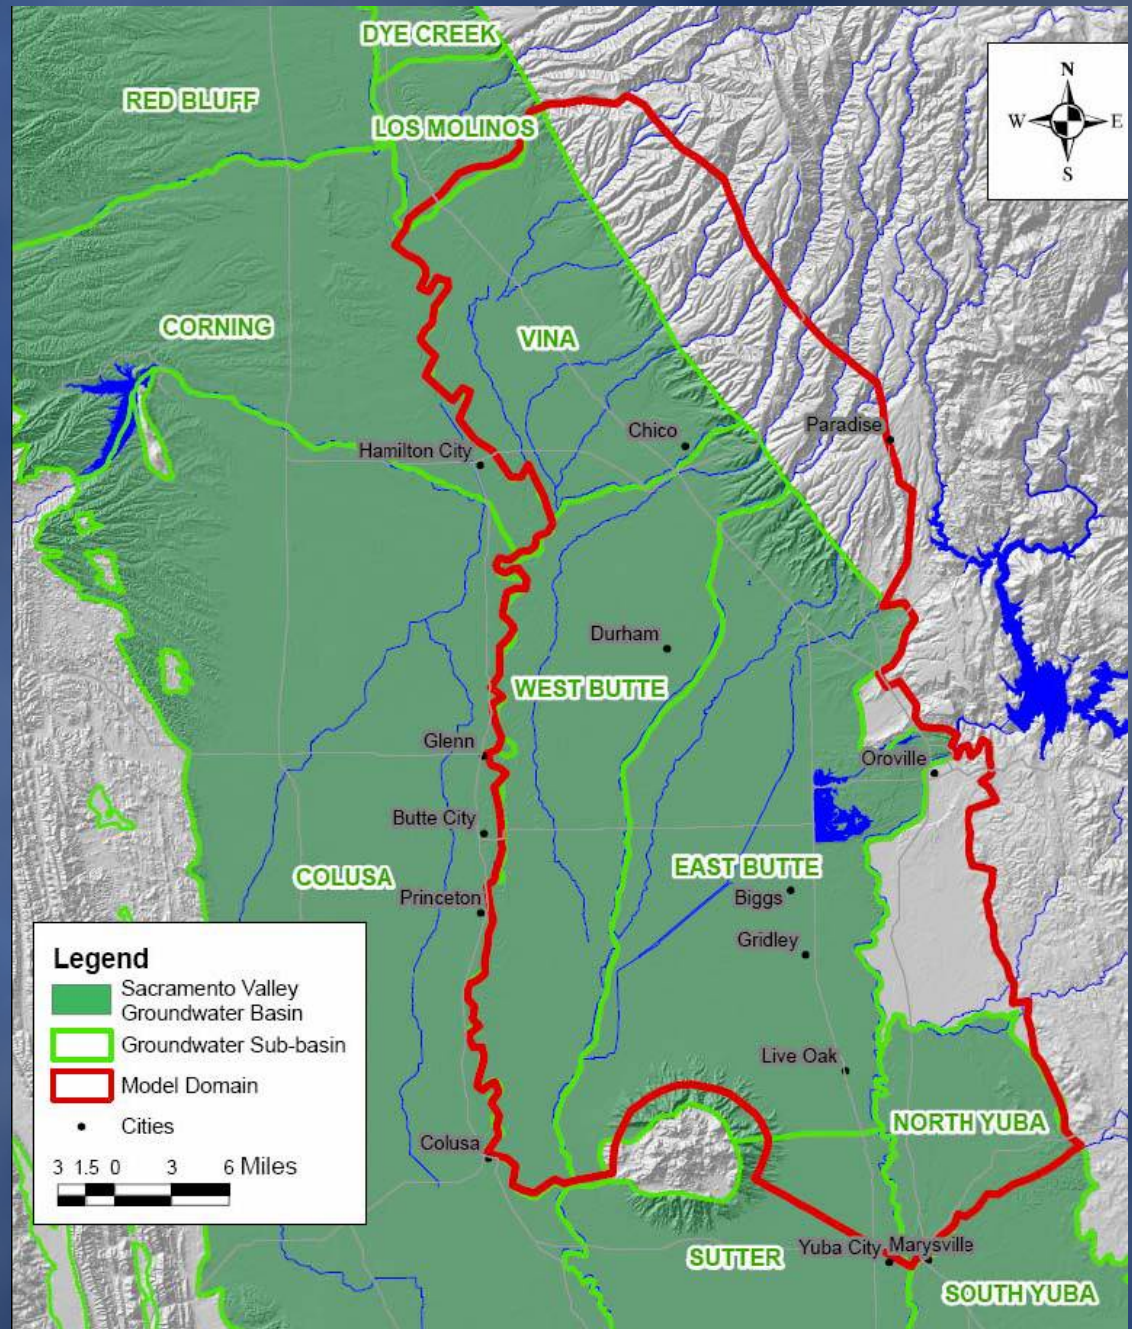 DYE CREEK
N
W
E
S
RED BLUFF
LOS MOLINOS
CORNING
VINA
Chico
Paradise
Hamilton City
Durham
WEST BUTTE
Glenn
Oroville
Butte City
EAST BUTTE
COLUSA
Princeton
Biggs
Gridley
Legend
Sacramento Valley
Groundwater Basin
Groundwater Sub-basin
Model Domain
Cities
3 1.5 0 3 6 Miles
Live Oak
NORTH YUBA
Colusa
Yuba City
Marysville
SUTTER
SOUTH YUBA